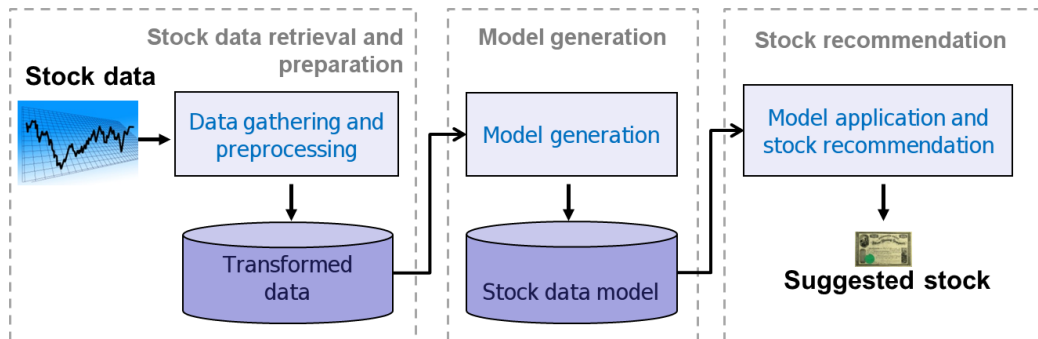 Stock data retrieval and
preparation
Stock data
Data gathering and
preprocessing
Transformed
data
Model generation
Model generation
Stock data model
Stock recommendation
Model application and
stock recommendation
Suggested stock